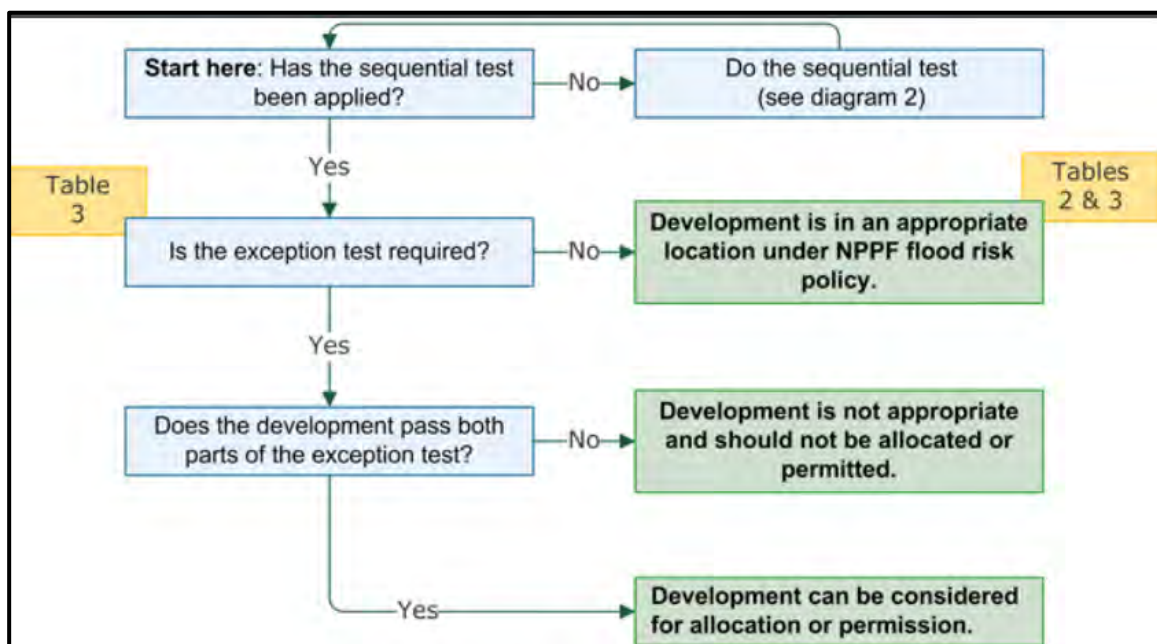 Start here: Has the sequential test
been applied?
No
Do the sequential test
(see diagram 2)
Yes
Table
3
Tables
2 & 3
Is the exception test required?
No
Development is in an appropriate
location under NPPF flood risk
policy.
Yes
Does the development pass both
parts of the exception test?
No
Development is not appropriate
and should not be allocated or
permitted.
Yes
Development can be considered
for allocation or permission.